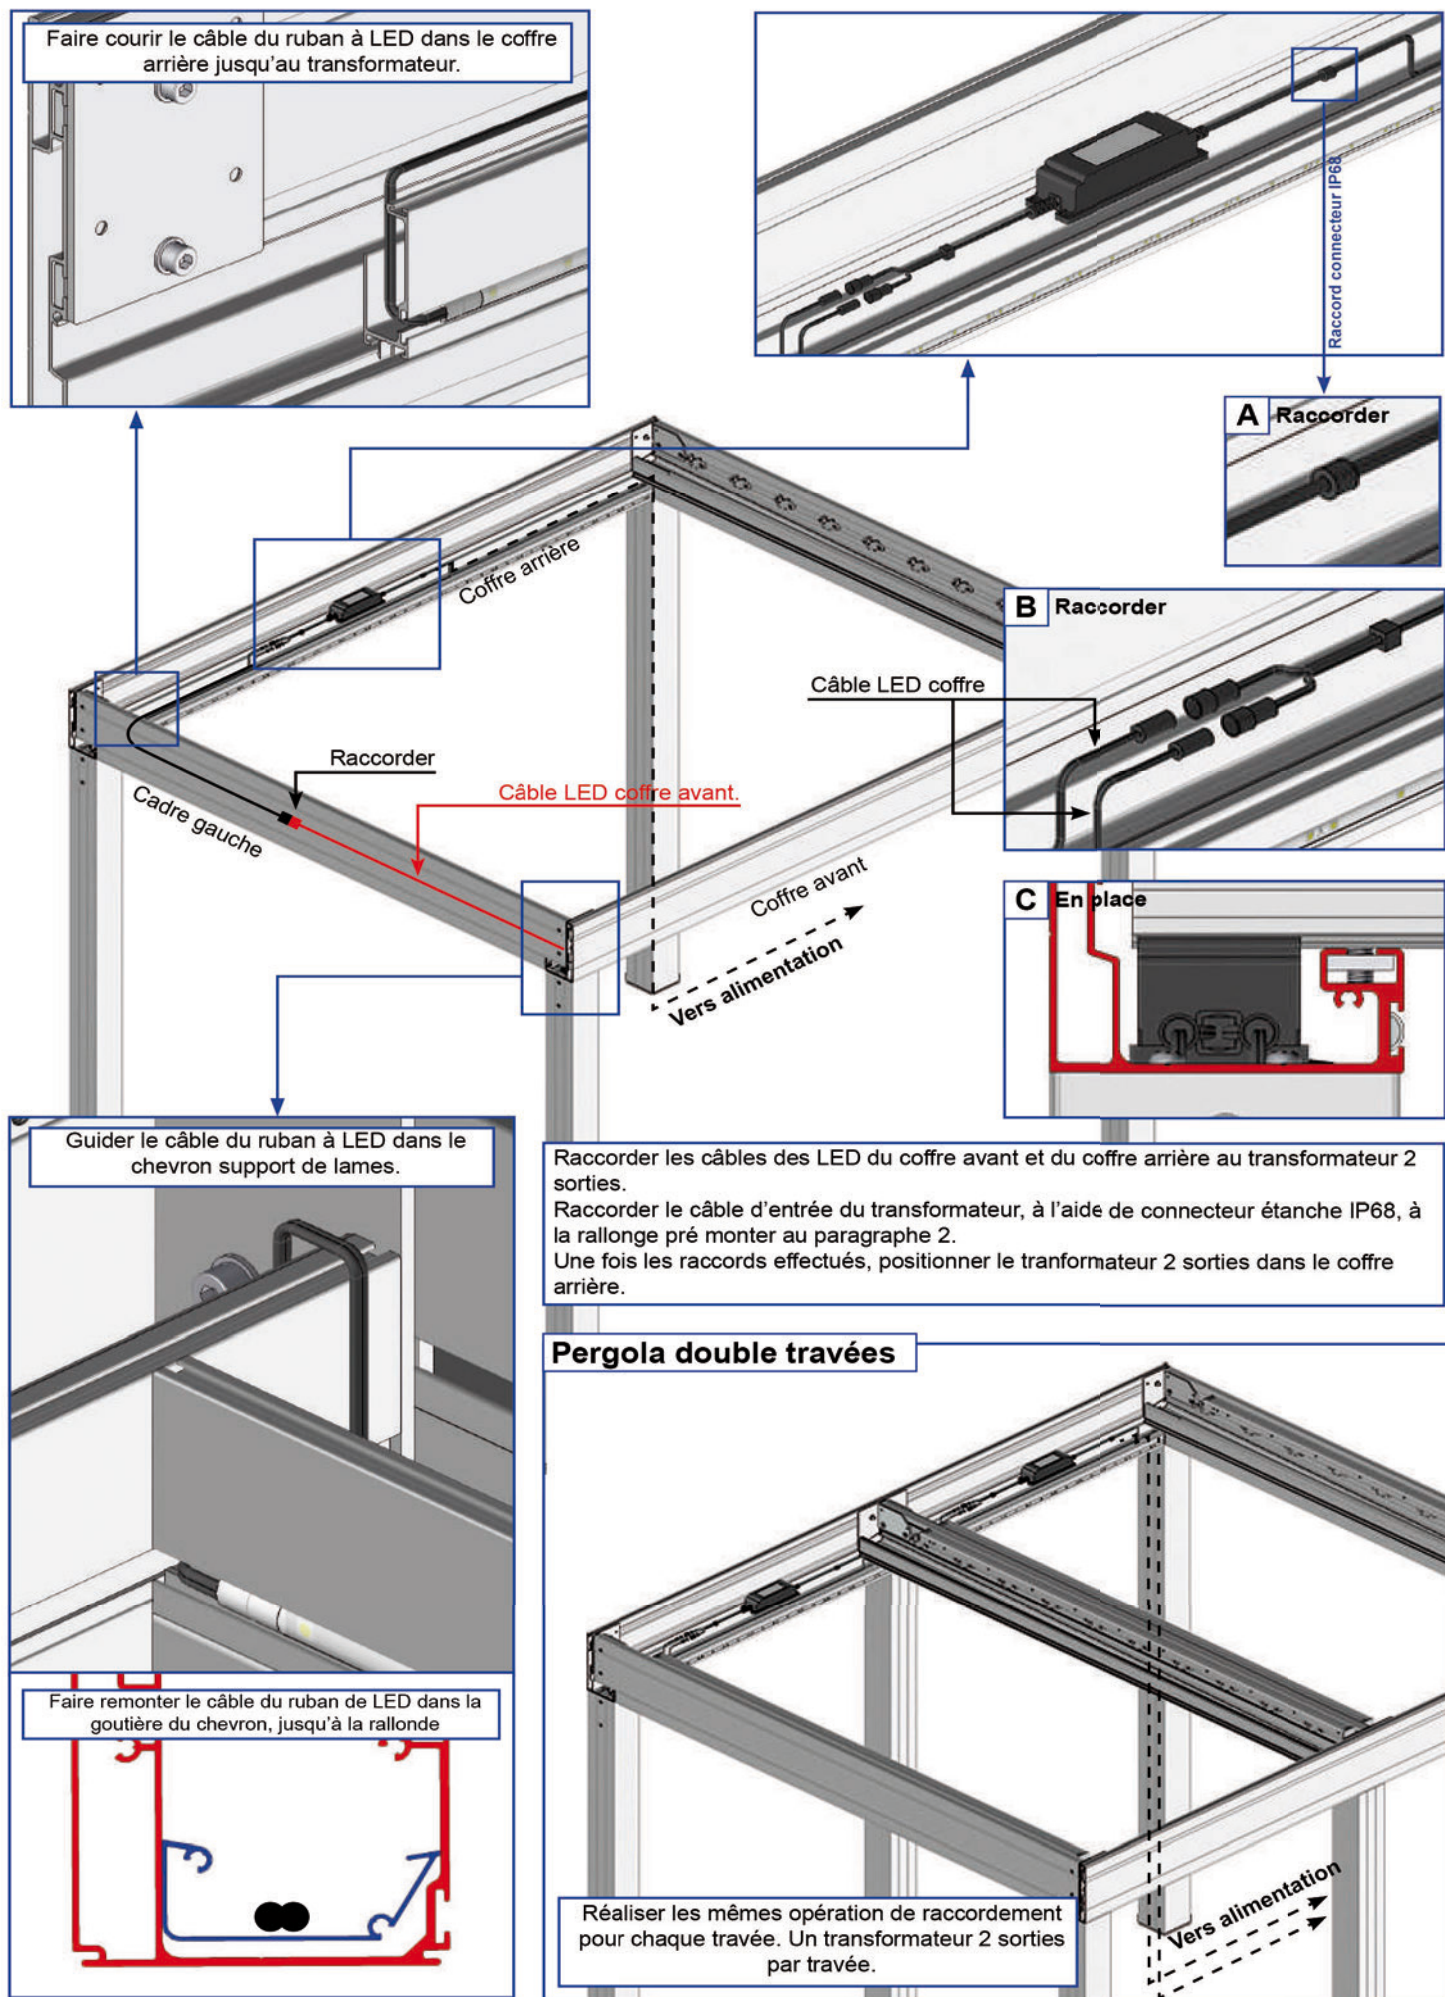 Faire courir le câble du ruban à LED dans le coffre
arrière jusqu'au transformateur.
Raccord connecteur IP68
A Raccorder
Coffre arrière
B Raccorder
Câble LED coffre
Raccorder
Câble LED coffre avant.
Cadre gauche
Coffre avant
Vers alimentation
C En place
Guider le câble du ruban à LED dans le
chevron support de lames.
Raccorder les câbles des LED du coffre avant et du coffre arrière au transformateur 2
sorties.
Raccorder le câble d'entrée du transformateur, à l'aide de connecteur étanche IP68, à
la rallonge pré monter au paragraphe 2.
Une fois les raccords effectués, positionner le tranformateur 2 sorties dans le coffre
arrière.
Pergola double travées
Faire remonter le câble du ruban de LED dans la
goutière du chevron, jusqu'à la rallonde
Réaliser les mêmes opération de raccordement
pour chaque travée. Un transformateur 2 sorties
par travée.
Vers alimentation